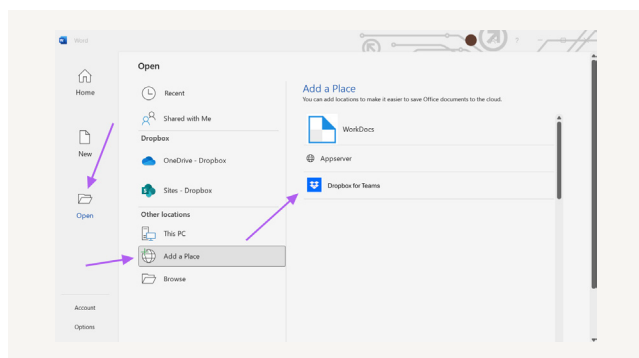 Word
Home
New
Open
Account
Options
Open
Recent
Shared with Me
Dropbox
OneDrive - Dropbox
Sites - Dropbox
Other locations
This PC
Add a Place
Browse
Add a Place
You can add locations to make it easier to save Office documents to the cloud.
WorkDocs
Appserver
Dropbox for Teams